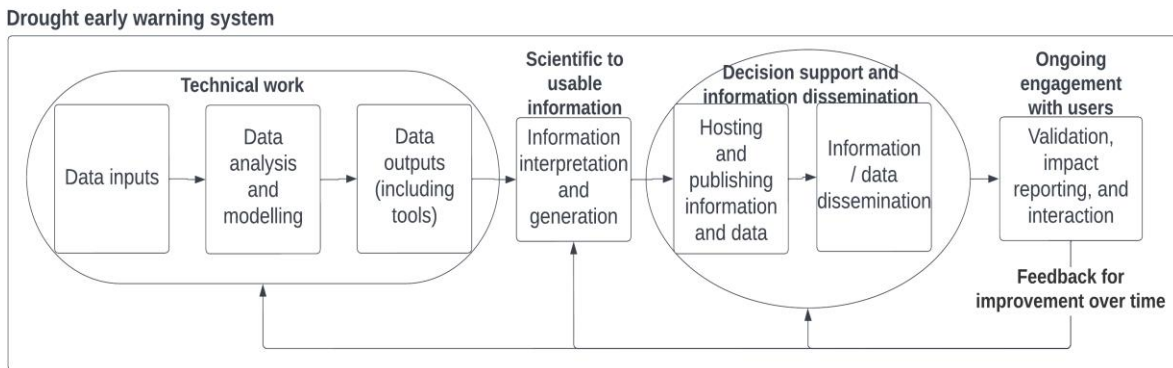 Drought early warning system
Technical work
Data inputs
Data
analysis
and
modelling
Data
outputs
(including
tools)
Scientific to
usable
information
Information
interpretation
and
generation
Decision support and
information dissemination
Hosting
and
publishing
information
and data
Information
/ data
dissemination
Ongoing
engagement
with users
Validation,
impact
reporting, and
interaction
Feedback for
improvement over time